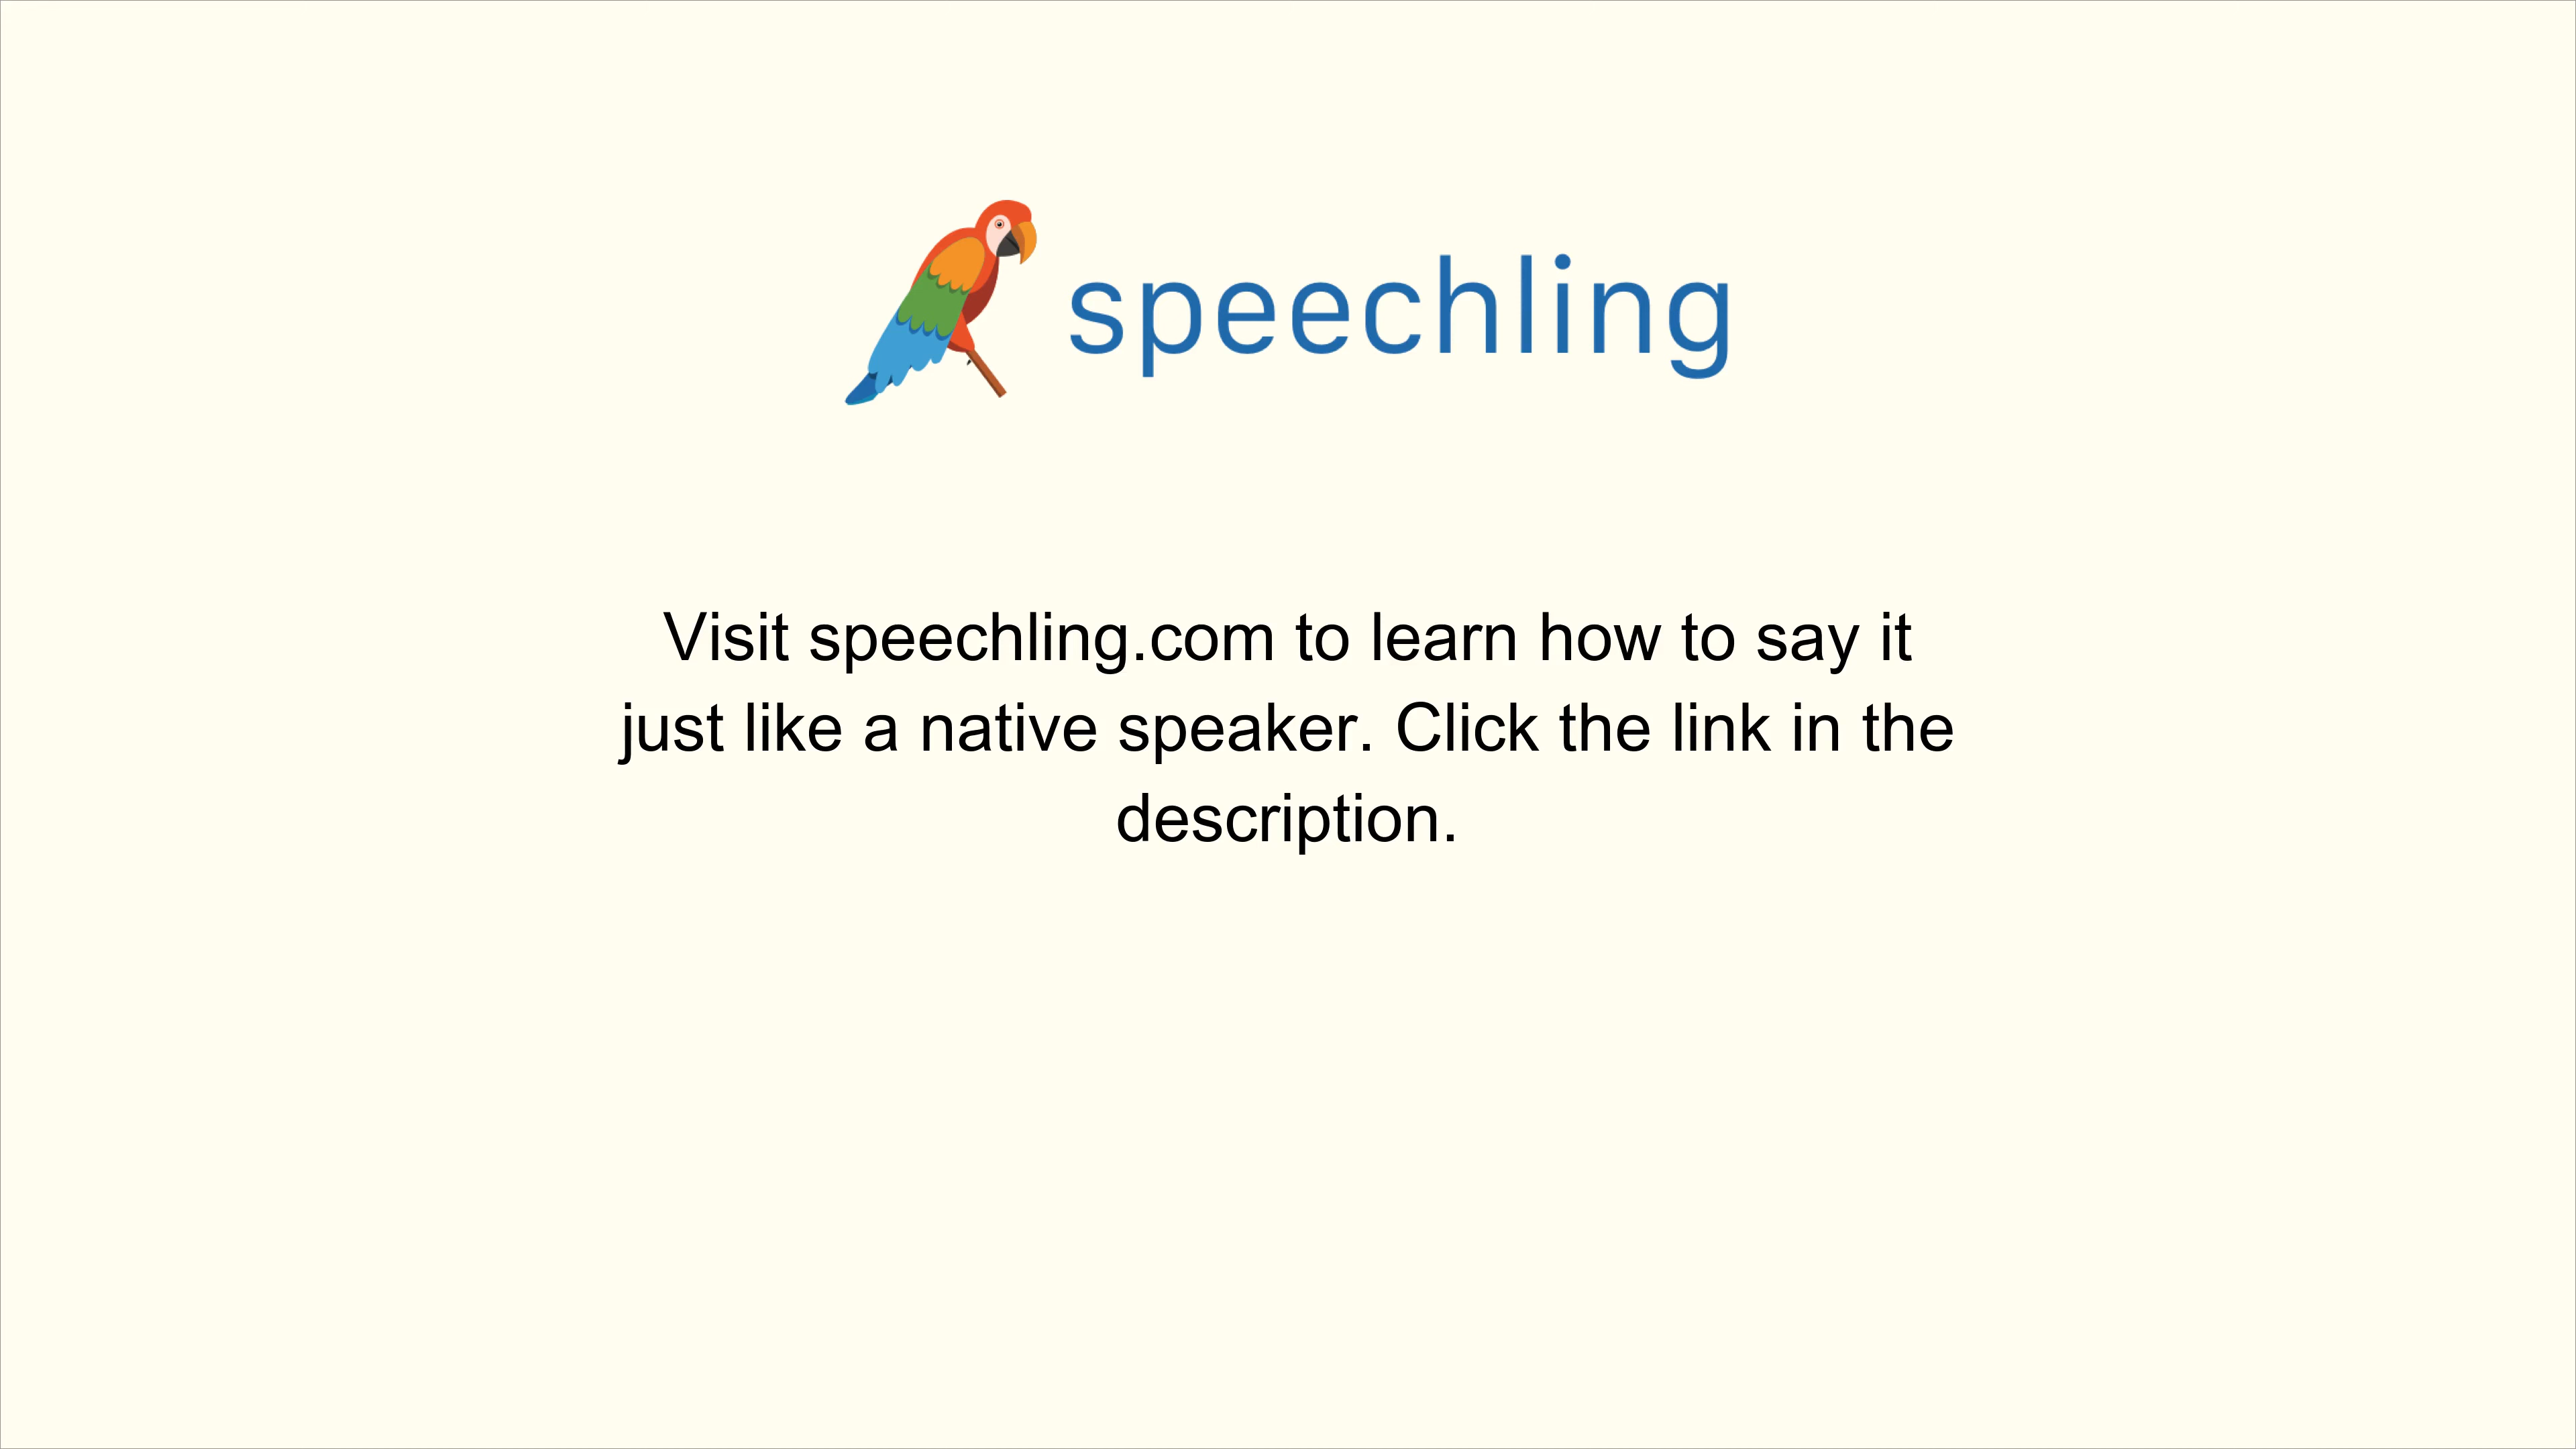 speechling
Visit speechling.com to learn how to say it
just like a native speaker. Click the link in the
description.